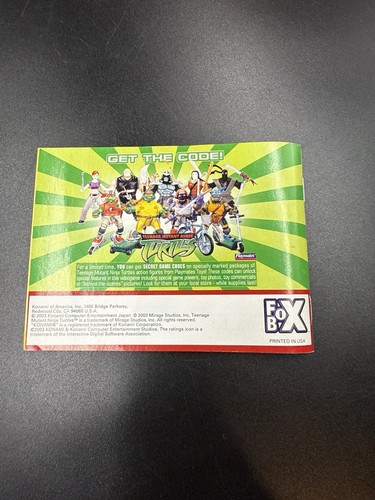 GET THE CODE!
TEENAGE MUTANT NINJA
TURTLES
Playmates
For a limited time, YOU can get SECRET GAME CODES on specially marked packages of
Teenage Mutant Ninja Turtles action figures from Playmates Toys! These codes can unlock
special features in the videogame including special game powers, toy photos, toy commercials
or "behind-the-scenes" pictures! Look for them at your local store - while supplies last!
Konami of America, Inc. 1400 Bridge Parkway,
Redwood City, CA 94065 U.S.A.
© 2003 Konami Computer Entertainment Japan © 2003 Mirage Studios, Inc. Teenage
Mutant Ninja Turtles™ is a trademark of Mirage Studios, Inc. All rights reserved.
"KONAMI®" is a registered trademark of Konami Corporation.
©2003 KONAMI & Konami Computer Entertainment. The ratings icon is a
trademark of the Interactive Digital Software Association.
FOX
BOX
PRINTED IN USA